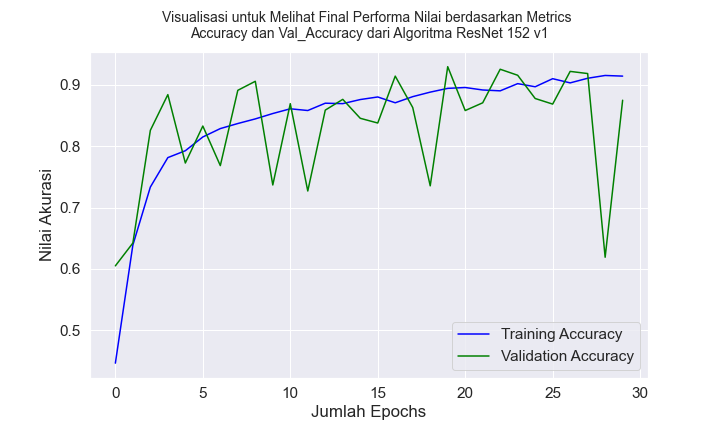 Visualisasi untuk Melihat Final Performa Nilai berdasarkan Metrics
Accuracy dan Val_Accuracy dari Algoritma ResNet 152 v1
Nilai Akurasi
0.9
0.8
0.7
0.6
0.5
Training Accuracy
Validation Accuracy
0 5 10 15 20 25 30
Jumlah Epochs